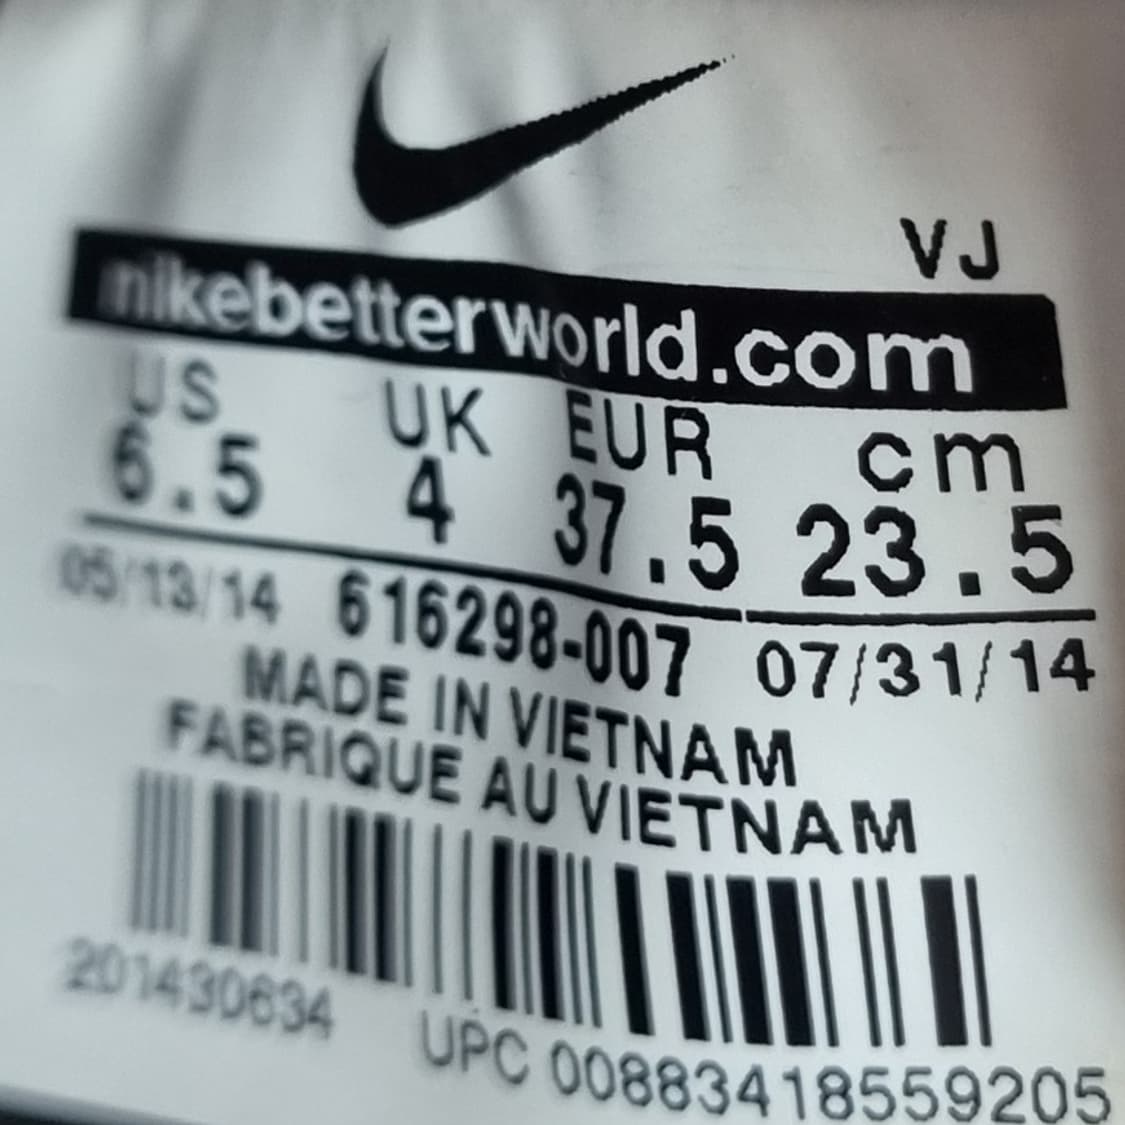 VJ
nikebetterworld.com
US UK EUR cm
6.5 4 37.5 23.5
05/13/14 616298-007 07/31/14
MADE IN VIETNAM
FABRIQUE AU VIETNAM
201430634 UPC 00883418559205